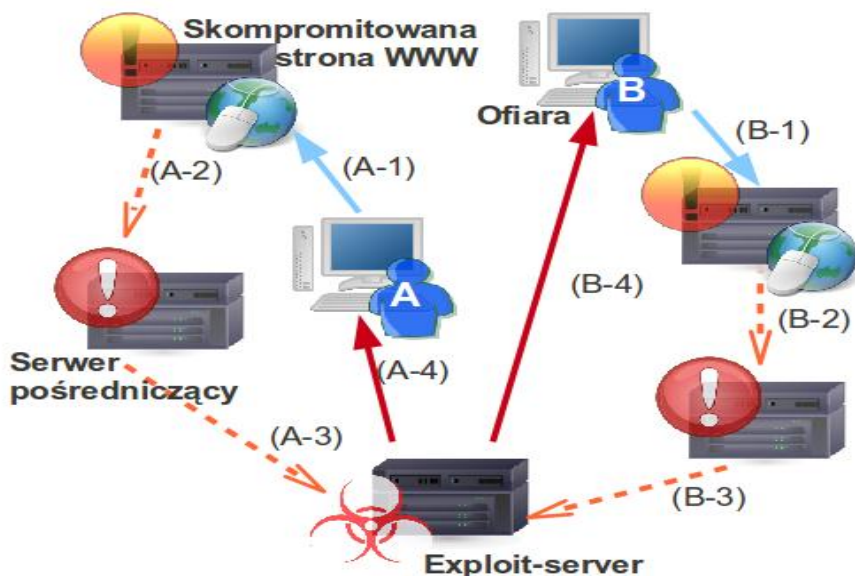 Skompromitowana
strona WWW
B
Ofiara
(B-1)
(A-2)
(A-1)
A
(B-4)
(B-2)
Serwer
pośredniczący
(A-4)
(A-3)
(B-3)
Exploit-server